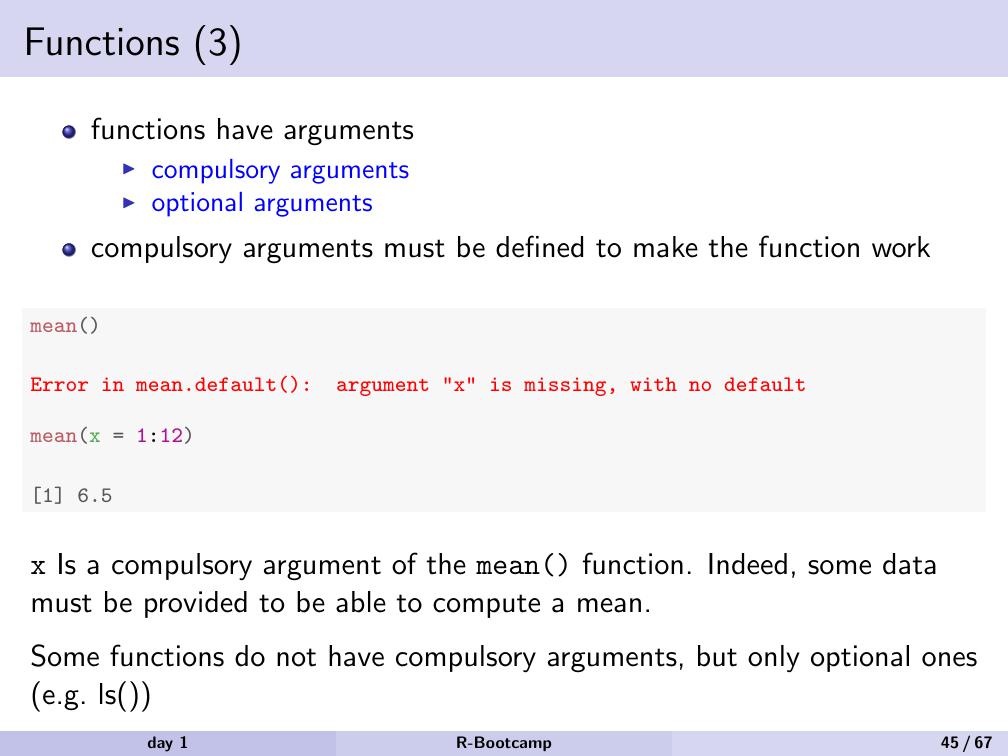 Functions (3)
functions have arguments
compulsory arguments
optional arguments
compulsory arguments must be defined to make the function work
mean()
Error in mean.default():  argument "x" is missing, with no default
mean(x = 1:12)
[1] 6.5
x Is a compulsory argument of the mean() function. Indeed, some data
must be provided to be able to compute a mean.
Some functions do not have compulsory arguments, but only optional ones
(e.g. ls())
day 1 R-Bootcamp 45 / 67